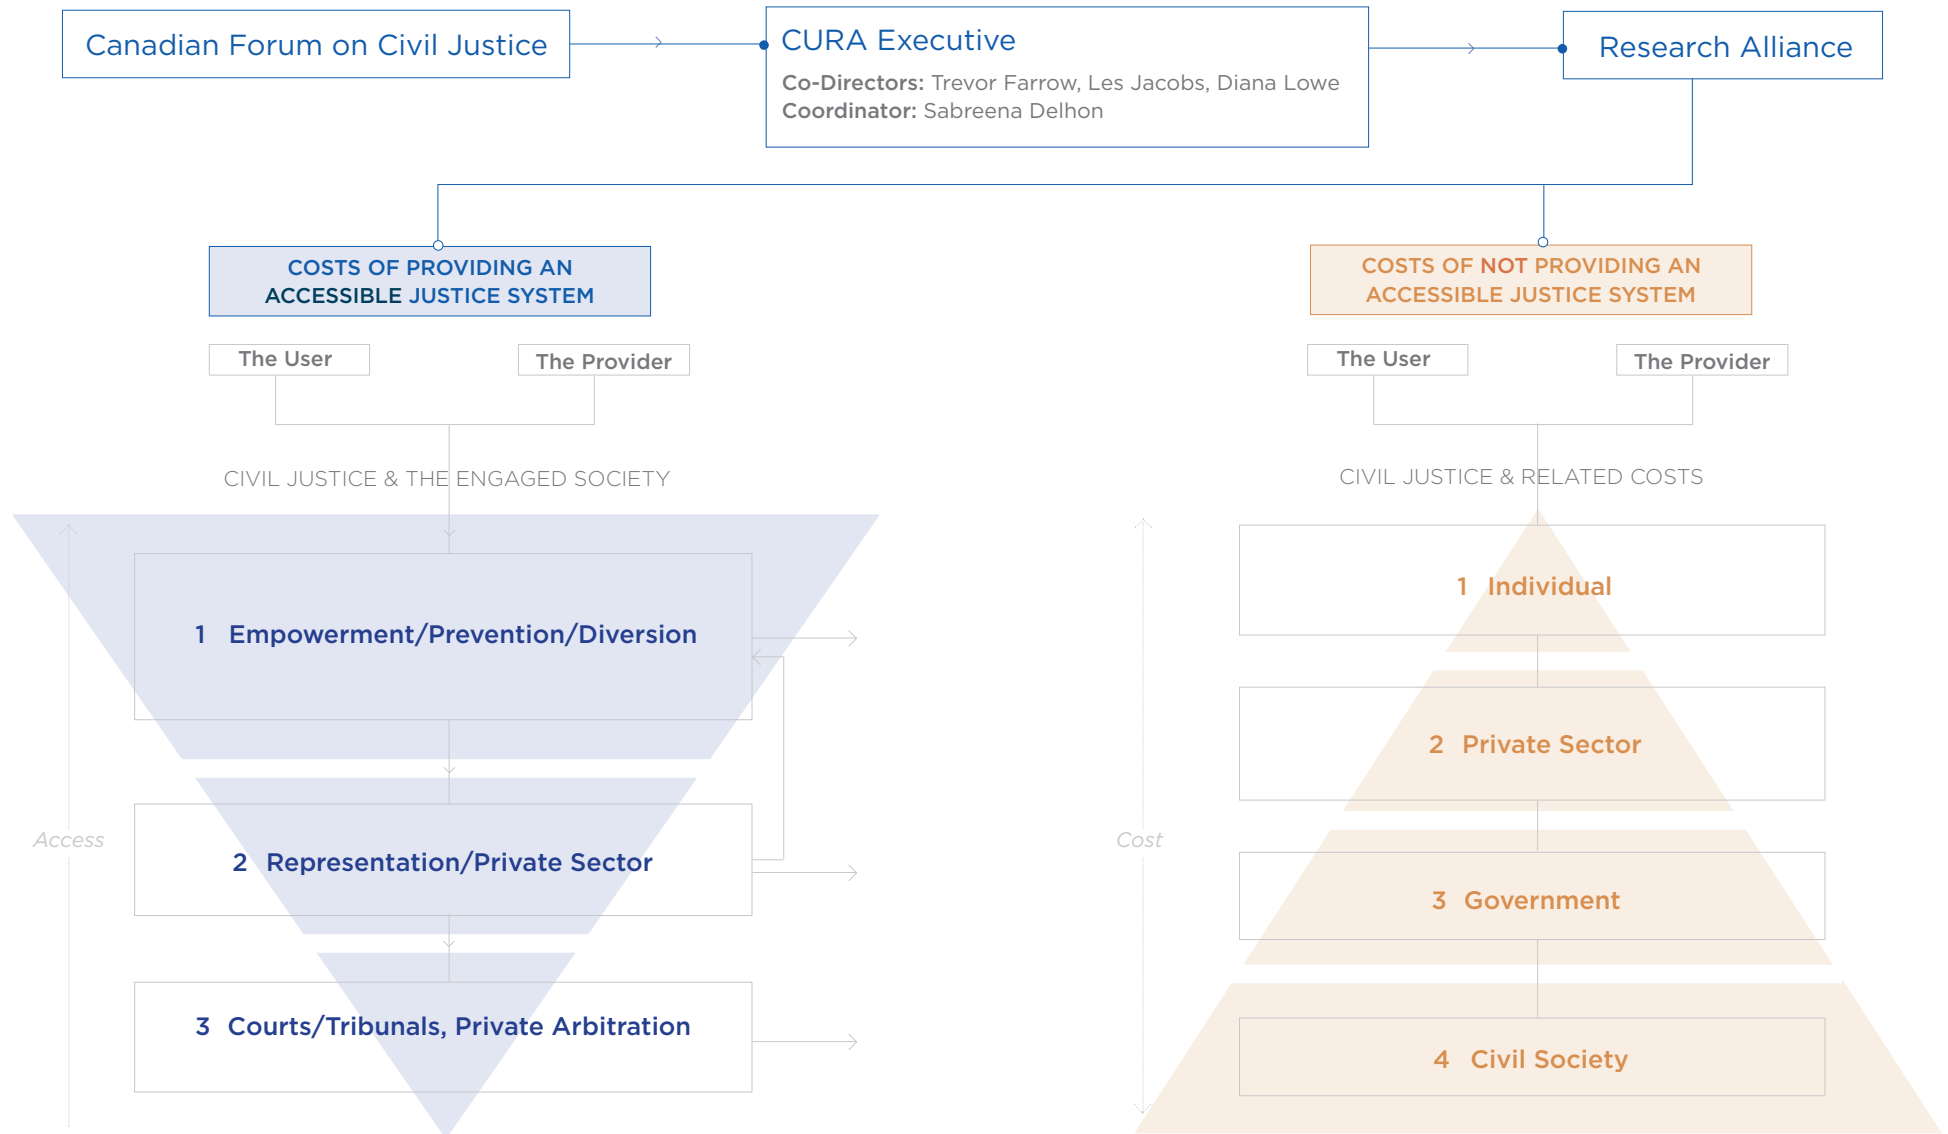 Canadian Forum on Civil Justice
CURA Executive
Co-Directors: Trevor Farrow, Les Jacobs, Diana Lowe
Coordinator: Sabreena Delhon
Research Alliance
COSTS OF PROVIDING AN
ACCESSIBLE JUSTICE SYSTEM
The User
The Provider
CIVIL JUSTICE & THE ENGAGED SOCIETY
Access
1 Empowerment/Prevention/Diversion
2 Representation/Private Sector
3 Courts/Tribunals, Private Arbitration
COSTS OF NOT PROVIDING AN
ACCESSIBLE JUSTICE SYSTEM
The User
The Provider
CIVIL JUSTICE & RELATED COSTS
Cost
1 Individual
2 Private Sector
3 Government
4 Civil Society